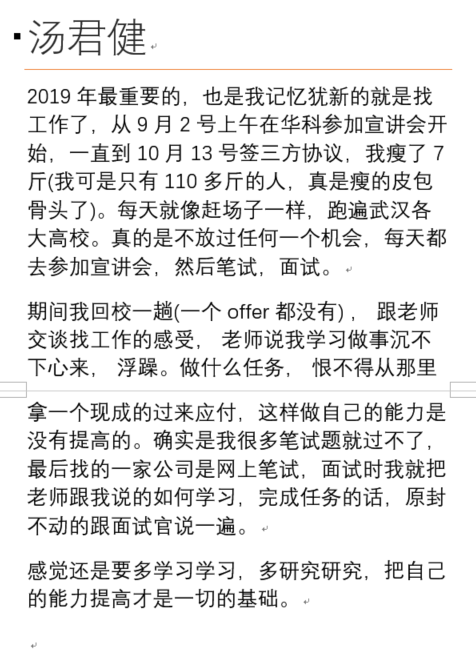 汤君健
2019 年最重要的，也是我记忆犹新的就是找
工作了，从 9 月 2 号上午在华科参加宣讲会开
始，一直到 10 月 13 号签三方协议，我瘦了 7
斤(我可是只有 110 多斤的人，真是瘦的皮包
骨头了)。每天就像赶场子一样，跑遍武汉各
大高校。真的是不放过任何一个机会，每天都
去参加宣讲会，然后笔试，面试。
期间我回校一趟(一个 offer 都没有) ， 跟老师
交谈找工作的感受， 老师说我学习做事沉不
下心来， 浮躁。做什么任务， 恨不得从那里
拿一个现成的过来应付，这样做自己的能力是
没有提高的。确实是我很多笔试题就过不了，
最后找的一家公司是网上笔试，面试时我就把
老师跟我说的如何学习，完成任务的话，原封
不动的跟面试官说一遍。
感觉还是要多学习学习，多研究研究，把自己
的能力提高才是一切的基础。